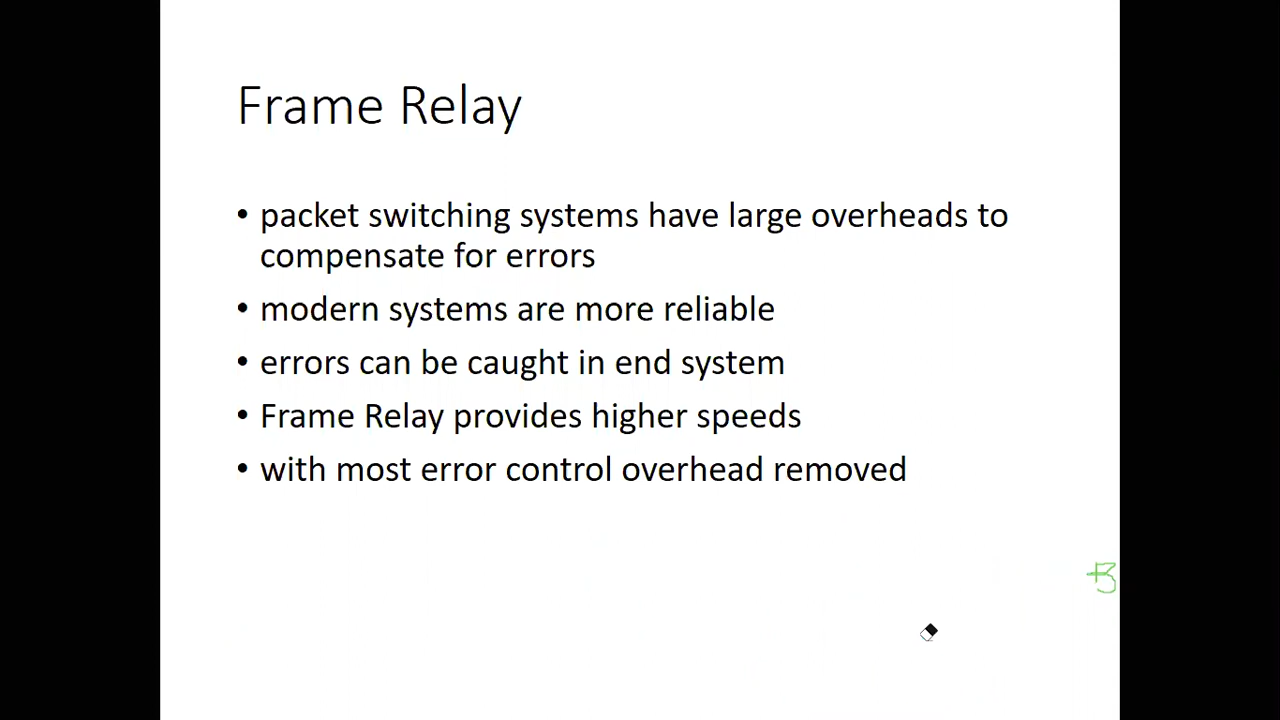 Frame Relay
• packet switching systems have large overheads to
compensate for errors
• modern systems are more reliable
• errors can be caught in end system
• Frame Relay provides higher speeds
• with most error control overhead removed